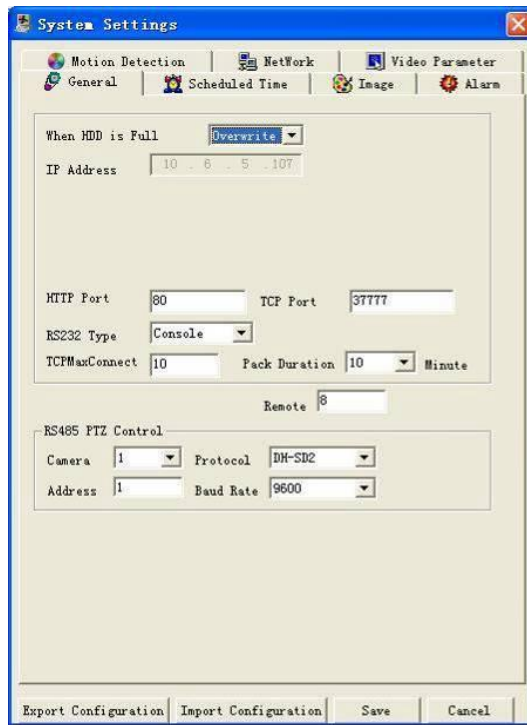 System Settings
Motion Detection NetWork Video Parameter
General Scheduled Time Image Alarm
When HDD is Full Overwrite
IP Address 10 . 6 . 5 .107
HTTP Port 80 TCP Port 37777
RS232 Type Console
TCPMaxConnect 10 Pack Duration 10 Minute
Remote 8
RS485 PTZ Control
Camera 1 Protocol DH-SD2
Address 1 Baud Rate 9600
Export Configuration Import Configuration Save Cancel